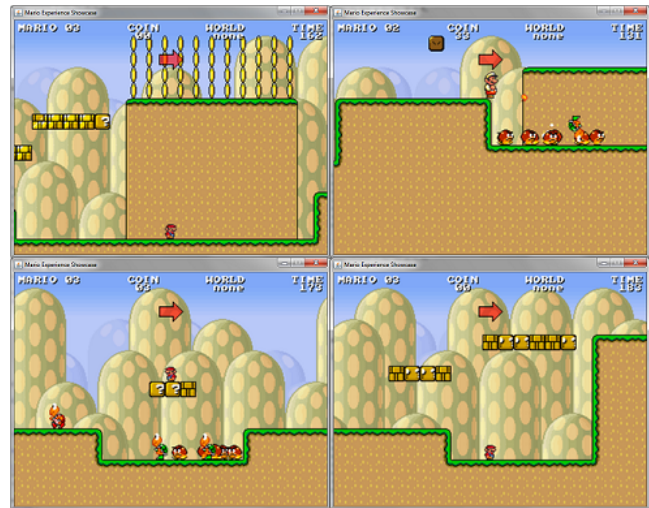 Mario Experience Showcase
MARIO 03 COIN WORLD TIME
00 none 162
?
Mario Experience Showcase
MARIO 02 COIN WORLD TIME
33 none 131
Mario Experience Showcase
MARIO 03 COIN WORLD TIME
03 none 173
? ?
Mario Experience Showcase
MARIO 03 COIN WORLD TIME
00 none 183
? ?
? ? ?